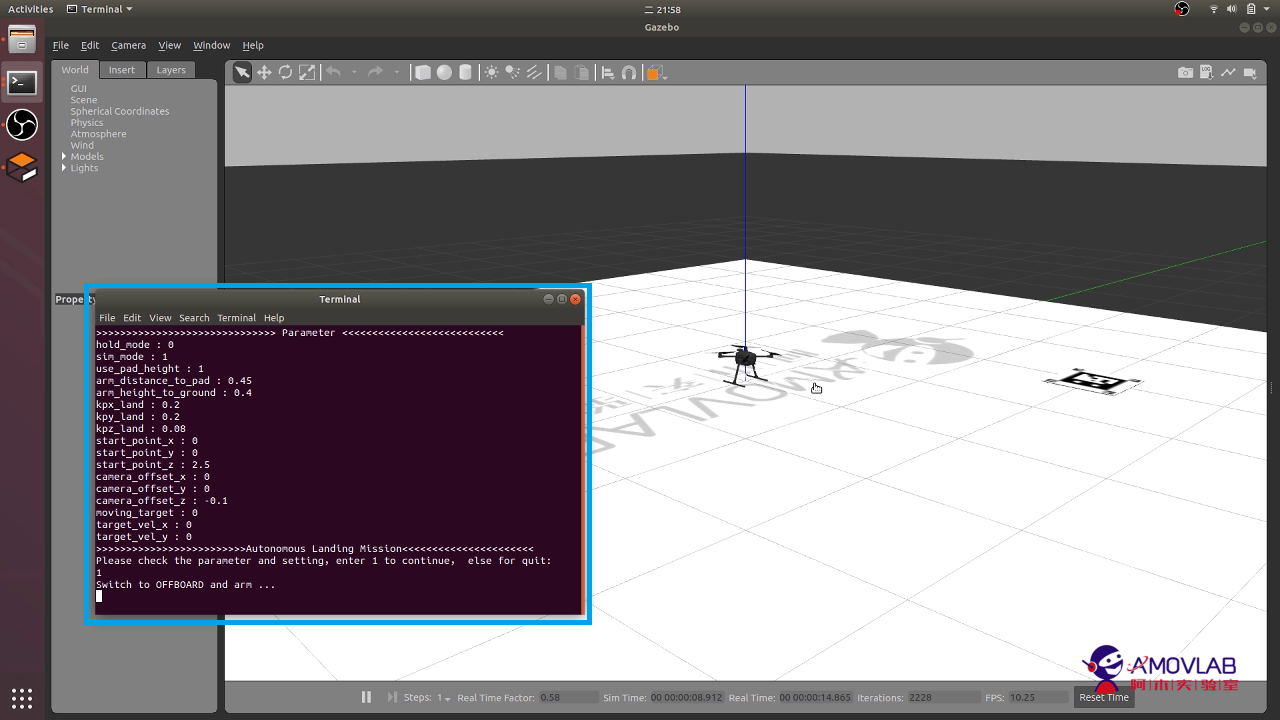 Activities
Terminal
二 21:58
Gazebo
File Edit Camera View Window Help
World Insert Layers
GUI
Scene
Spherical Coordinates
Physics
Atmosphere
Wind
Models
Lights
Property
Terminal
File Edit View Search Terminal Help
>>>>>>>>>>>>>>>>>>>>>>>>>>>>>> Parameter <<<<<<<<<<<<<<<<<<<<<<<<<<<
hold_mode : 0
sim_mode : 1
use_pad_height : 1
arm_distance_to_pad : 0.45
arm_height_to_ground : 0.4
kpx_land : 0.2
kpy_land : 0.2
kpz_land : 0.08
start_point_x : 0
start_point_y : 0
start_point_z : 2.5
camera_offset_x : 0
camera_offset_y : 0
camera_offset_z : -0.1
moving_target : 0
target_vel_x : 0
target_vel_y : 0
>>>>>>>>>>>>>>>>>>>>>>>>>Autonomous Landing Mission<<<<<<<<<<<<<<<<<<<<<<
Please check the parameter and setting, enter 1 to continue, else for quit:
1
Switch to OFFBOARD and arm ...
AMOVLAB
阿木实验室
Steps: 1 Real Time Factor: 0.58 Sim Time: 00 00:00:08.912 Real Time: 00 00:00:14.865 Iterations: 2228 FPS: 10.25 Reset Time